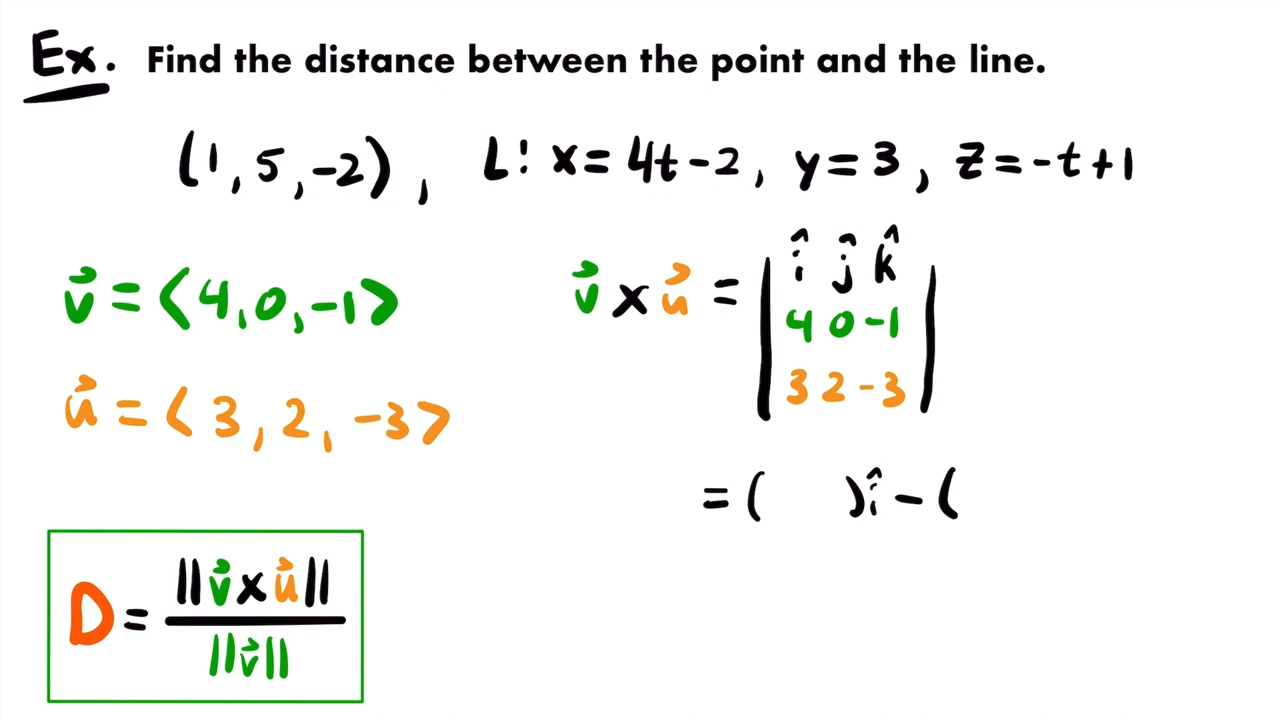 Ex. Find the distance between the point and the line.
(1, 5, -2), L: x = 4t - 2, y = 3, z = -t + 1
v⃗ = <4, 0, -1>
v⃗ x u⃗ = | î ĵ k̂ |
4 0 -1
3 2 -3
u⃗ = < 3, 2, -3>
= ( )î - (
D = ||v⃗ x u⃗||
||v⃗||